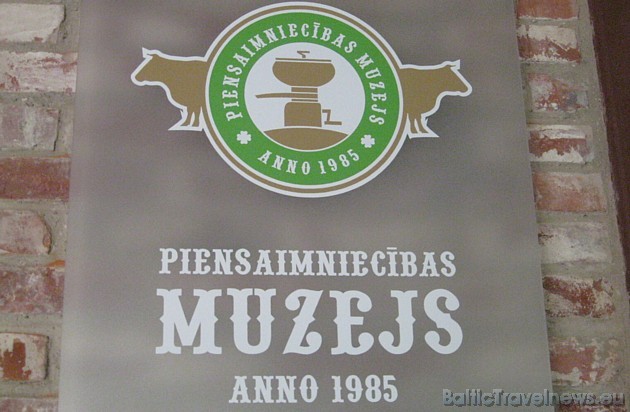 PIENSAIMNIECĪBAS MUZEJS
ANNO 1985
PIENSAIMNIECĪBAS
MUZEJS
ANNO 1985
BalticTravelnews.eu